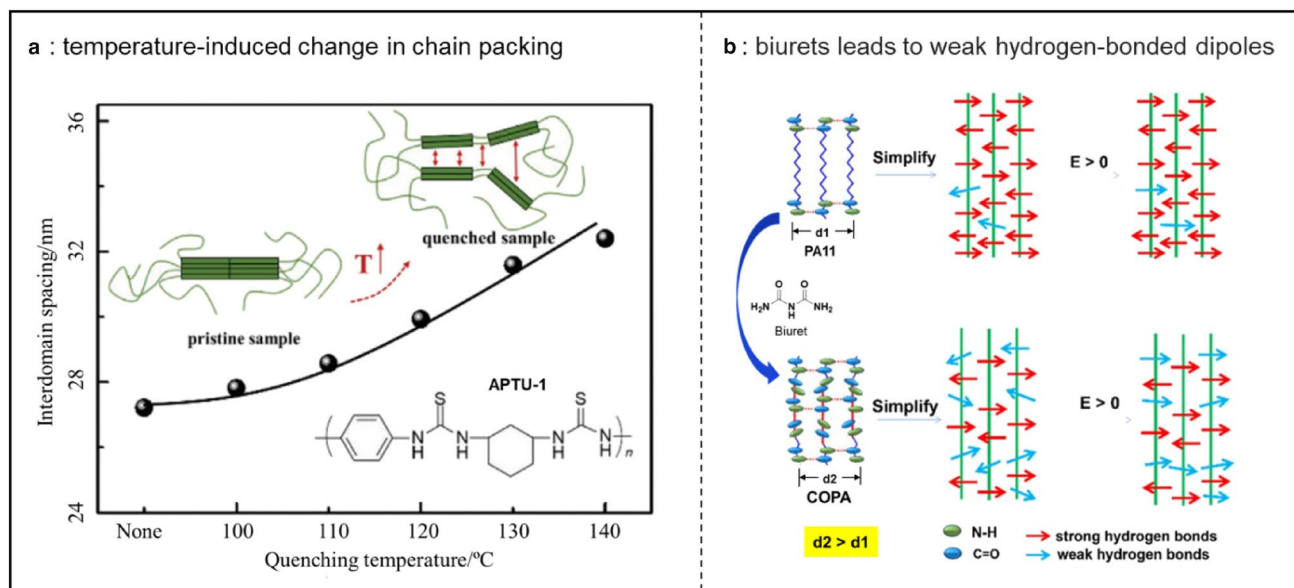 a : temperature-induced change in chain packing
36
32
28
24
Interdomain spacing/nm
quenched sample
T
pristine sample
APTU-1
S
S
N
H
N
H
N
H
N
H
n
None
100
110
120
130
140
Quenching temperature/°C
b : biurets leads to weak hydrogen-bonded dipoles
d1
PA11
Simplify
E > 0
O
O
H₂N
N
H
NH₂
Biuret
d2
COPA
Simplify
E > 0
d2 > d1
N-H
C=O
strong hydrogen bonds
weak hydrogen bonds